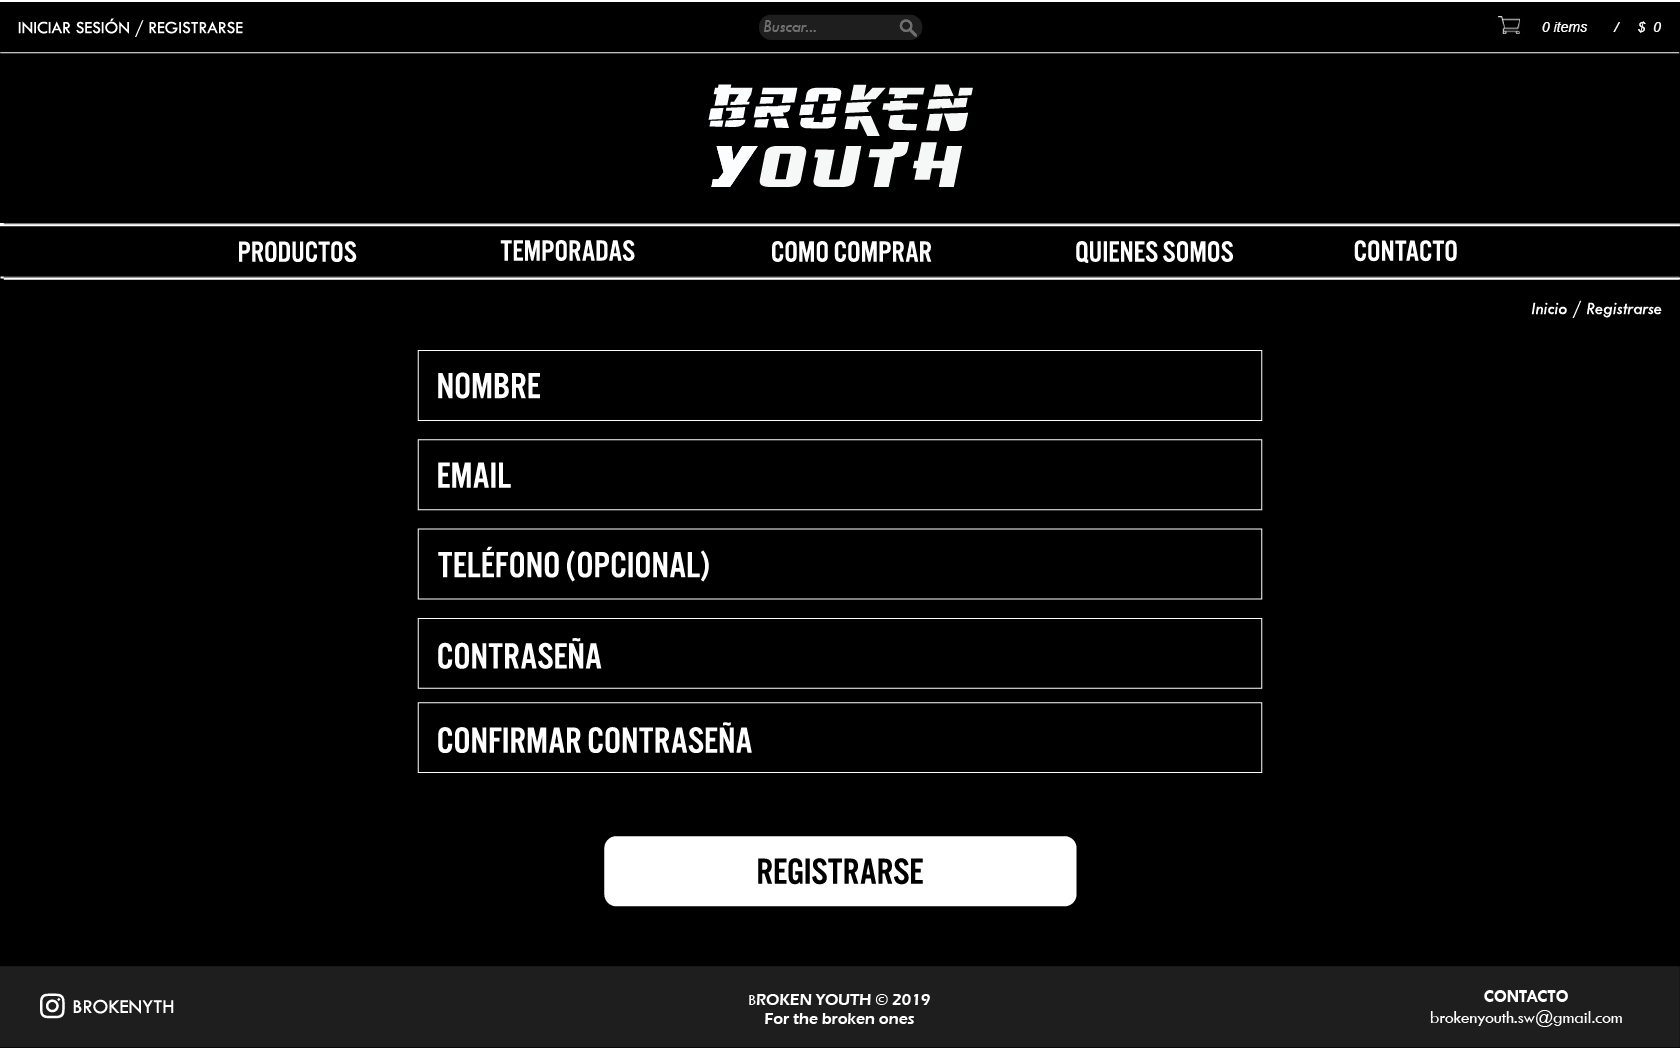 INICIAR SESIÓN / REGISTRARSE
Buscar...
0 items / $ 0
BROKEN
YOUTH
PRODUCTOS TEMPORADAS COMO COMPRAR QUIENES SOMOS CONTACTO
Inicio / Registrarse
NOMBRE
EMAIL
TELÉFONO (OPCIONAL)
CONTRASEÑA
CONFIRMAR CONTRASEÑA
REGISTRARSE
BROKENYTH
BROKEN YOUTH © 2019
For the broken ones
CONTACTO
brokenyouth.sw@gmail.com